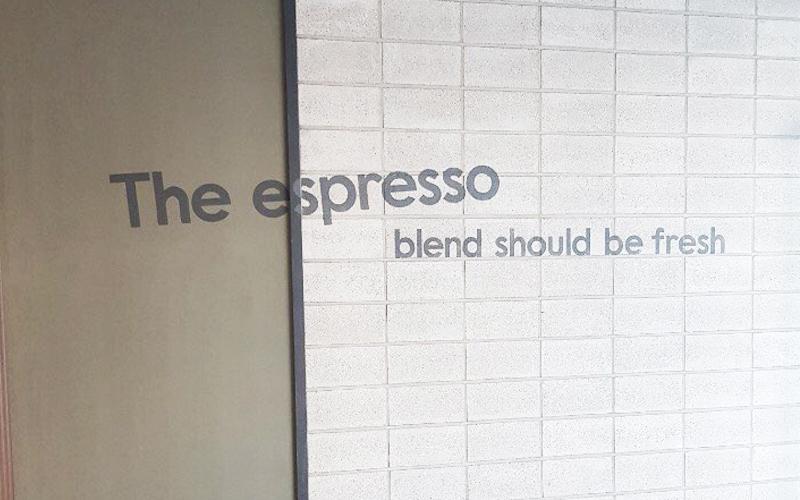 The espresso
blend should be fresh